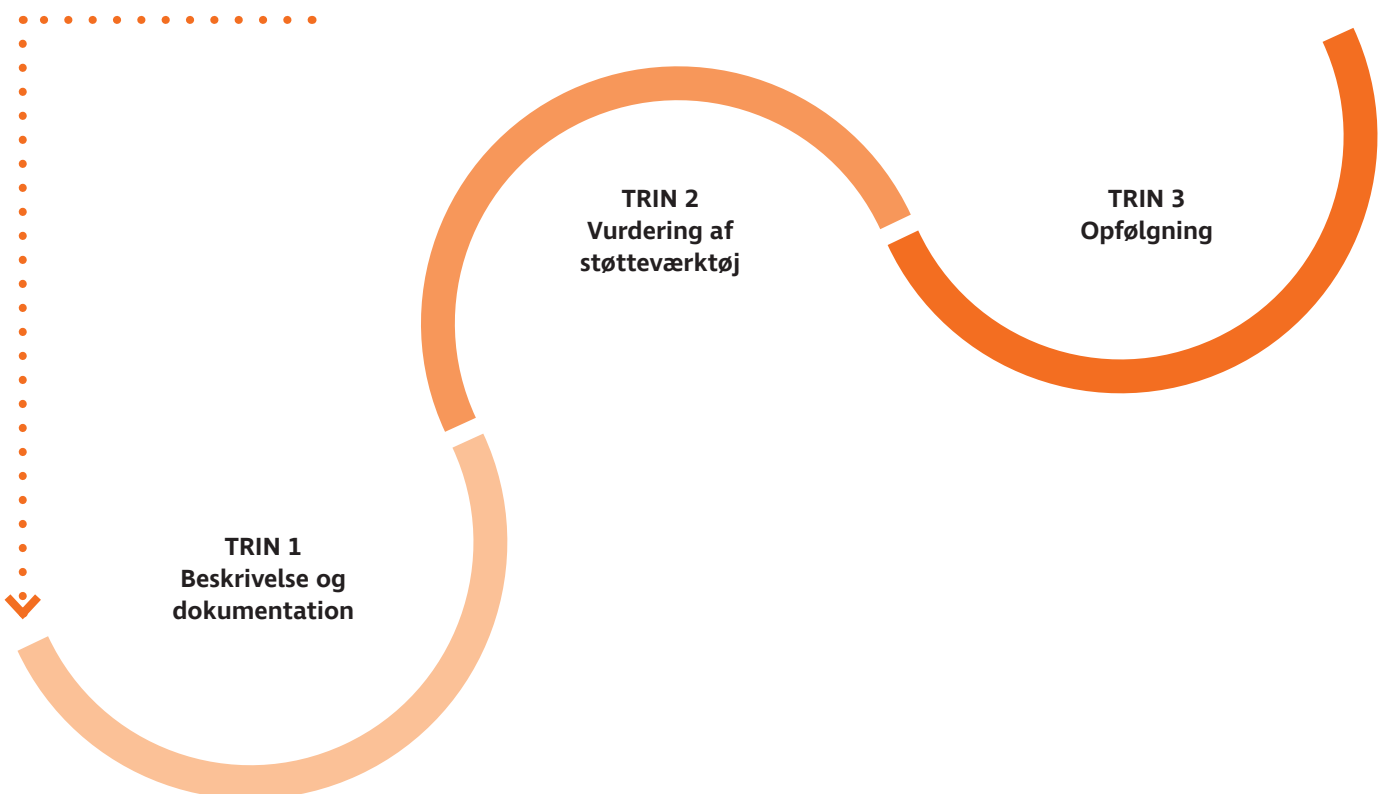 TRIN 1
Beskrivelse og
dokumentation
TRIN 2
Vurdering af
støtteværktøj
TRIN 3
Opfølgning